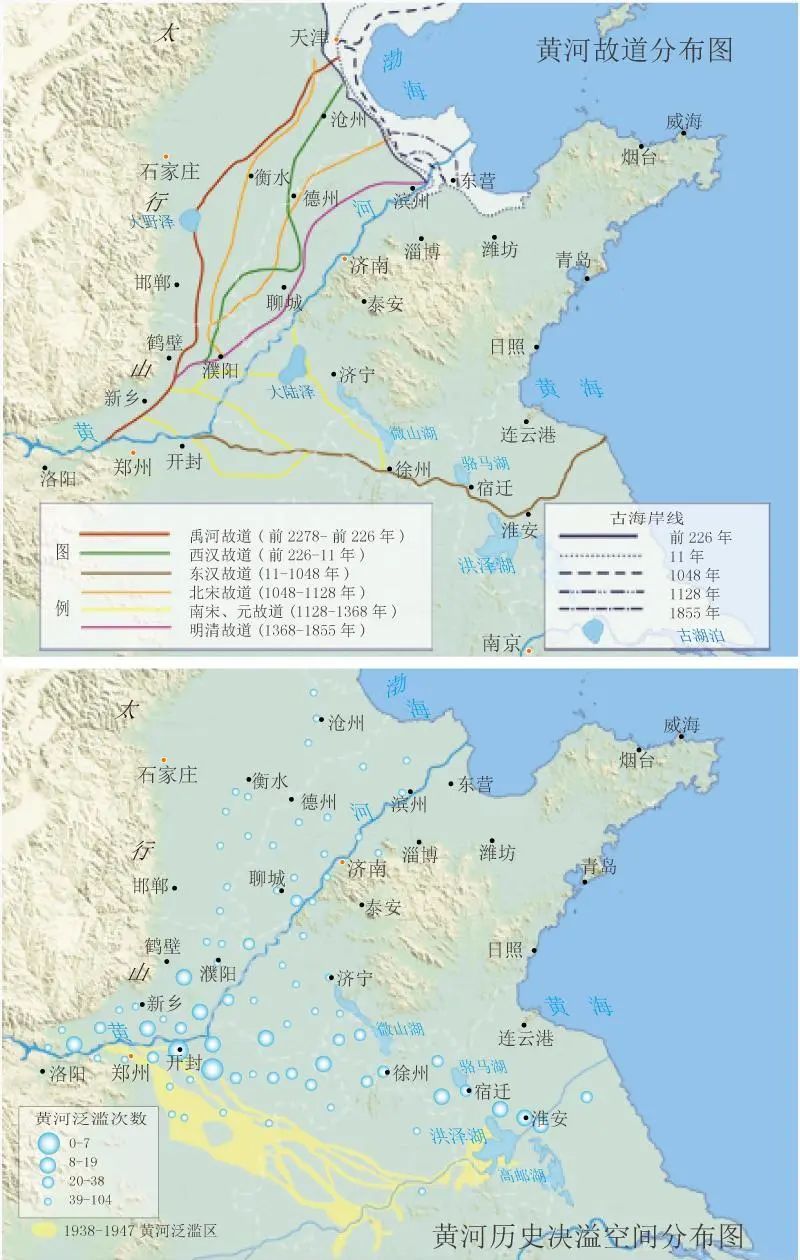 黄河故道分布图
太
行
山
天津
渤
海
沧州
石家庄
衡水
德州
滨州
东营
威海
烟台
大野泽
河
淄博
潍坊
济南
青岛
邯郸
聊城
泰安
鹤壁
濮阳
日照
大陆泽
济宁
黄 海
新乡
黄
微山湖
连云港
郑州
开封
徐州
骆马湖
洛阳
宿迁
淮安
洪泽湖
南京
图
例
禹河故道 ( 前 2278- 前 226 年 )
西汉故道 ( 前 226-11 年 )
东汉故道 (11-1048 年 )
北宋故道 (1048-1128 年 )
南宋、元故道 (1128-1368 年 )
明清故道 (1368-1855 年 )
古海岸线
前 226 年
11 年
1048 年
1128 年
1855 年
古湖泊
太
行
山
渤
海
沧州
威海
石家庄
烟台
衡水
东营
德州
河
滨州
淄博
潍坊
济南
青岛
邯郸
聊城
泰安
鹤壁
濮阳
日照
济宁
新乡
黄
黄 海
微山湖
连云港
开封
洛阳
郑州
徐州
骆马湖
宿迁
淮安
洪泽湖
高邮湖
黄河泛滥次数
0-7
8-19
20-38
39-104
1938-1947 黄河泛滥区
黄河历史决溢空间分布图